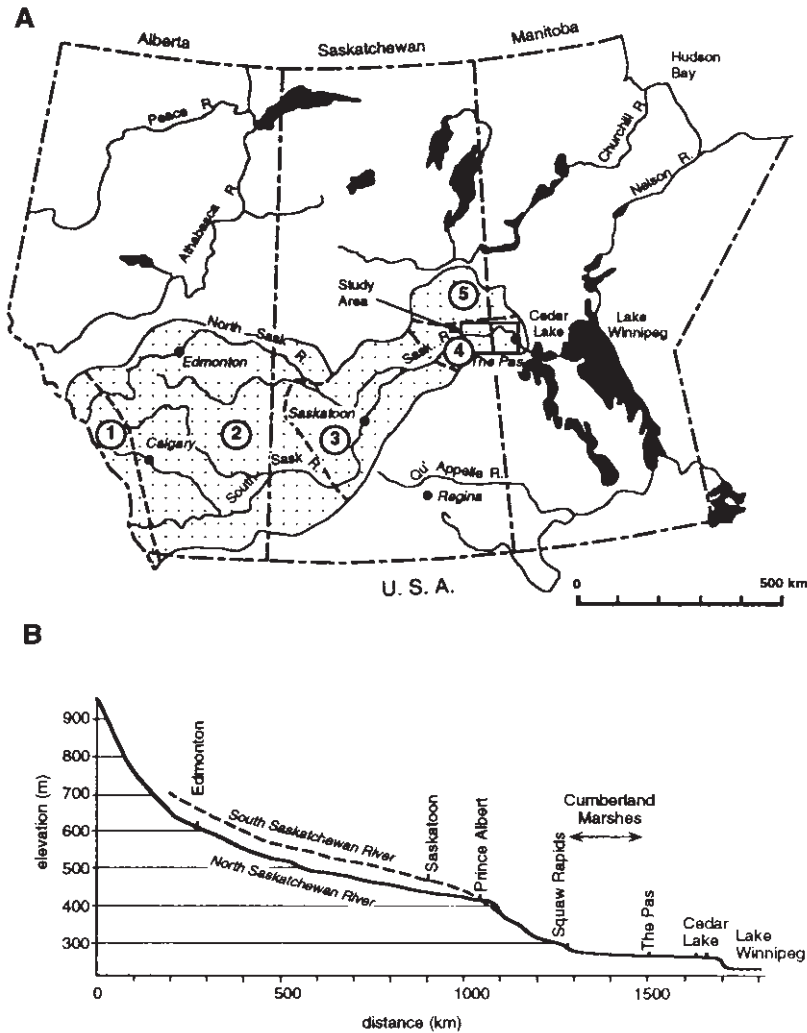 A
Alberta
Saskatchewan
Manitoba
Hudson
Bay
Peace R.
Churchill R.
Nelson R.
Athabasca R.
Study
Area
5
North Sask R.
Cedar
Lake
Lake
Winnipeg
Sask R.
4
The Pas
Edmonton
1
Calgary
2
Saskatoon
3
South Sask R.
Qu' Appelle R.
Regina
U. S. A.
0
500 km
B
elevation (m)
900
800
700
600
500
400
300
Edmonton
South Saskatchewan River
North Saskatchewan River
Saskatoon
Prince Albert
Squaw Rapids
Cumberland
Marshes
The Pas
Cedar
Lake
Lake
Winnipeg
0
500
1000
1500
distance (km)